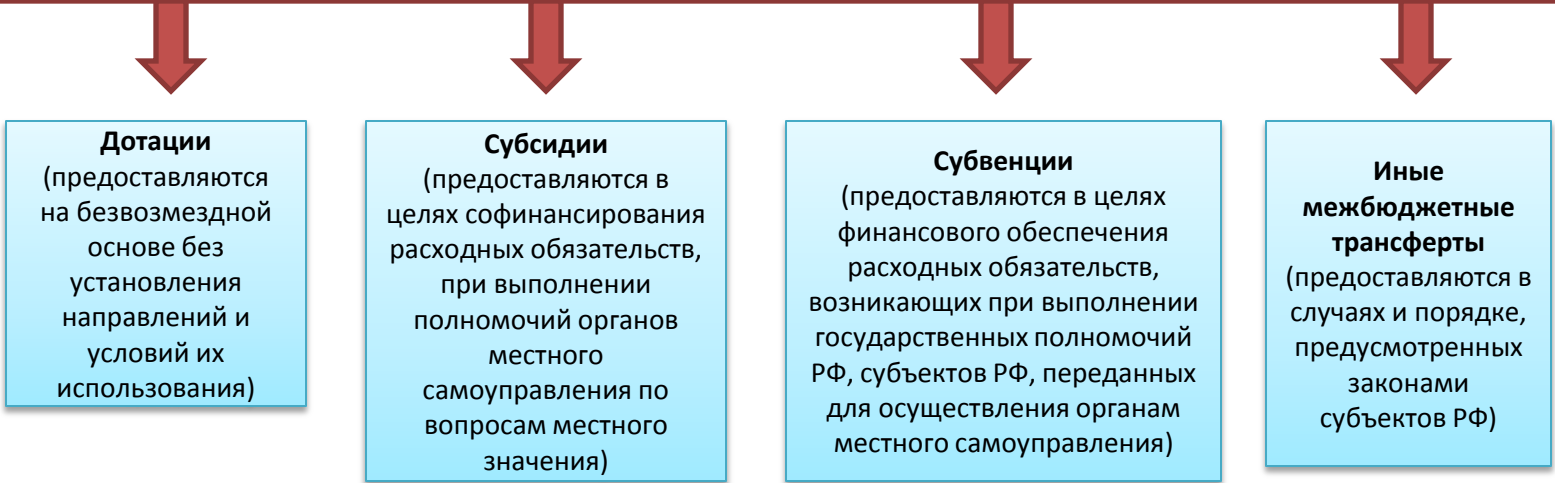 Дотации
(предоставляются
на безвозмездной
основе без
установления
направлений и
условий их
использования)
Субсидии
(предоставляются в
целях софинансирования
расходных обязательств,
при выполнении
полномочий органов
местного
самоуправления по
вопросам местного
значения)
Субвенции
(предоставляются в целях
финансового обеспечения
расходных обязательств,
возникающих при выполнении
государственных полномочий
РФ, субъектов РФ, переданных
для осуществления органам
местного самоуправления)
Иные
межбюджетные
трансферты
(предоставляются в
случаях и порядке,
предусмотренных
законами
субъектов РФ)